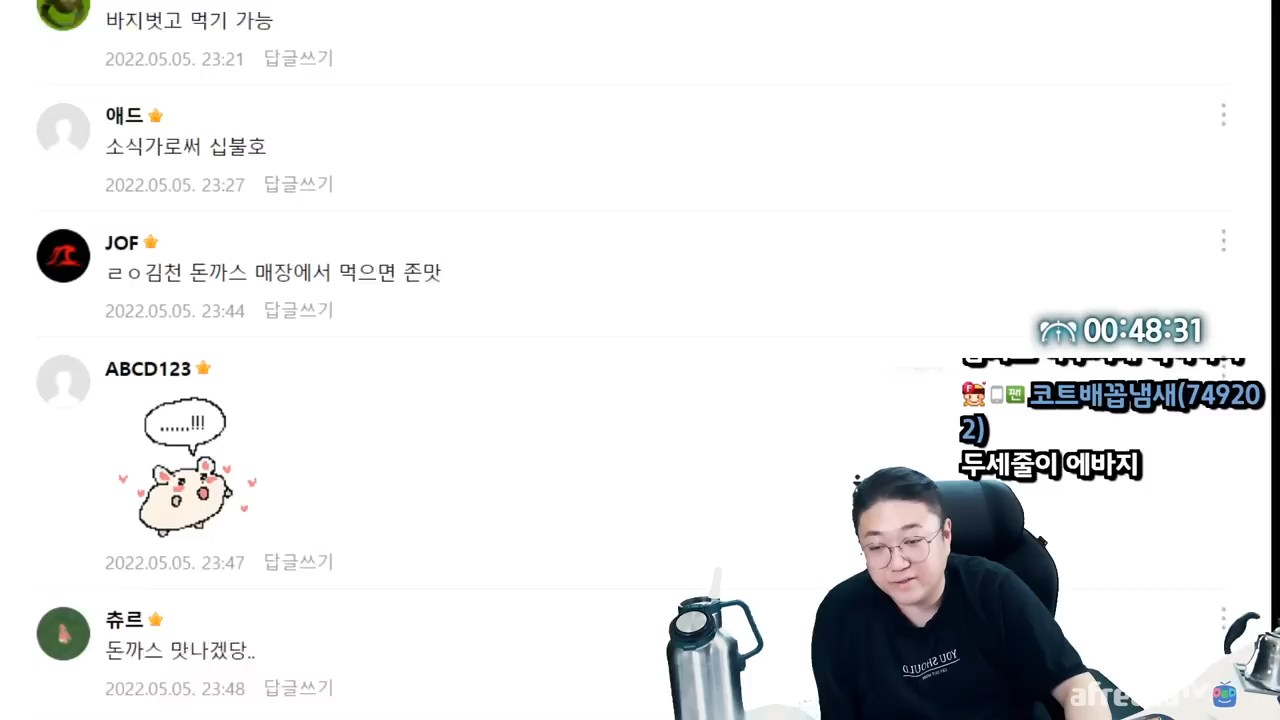 바지벗고 먹기 가능
2022.05.05. 23:21 답글쓰기
애드
소식가로써 십불호
2022.05.05. 23:27 답글쓰기
JOF
ㄹㅇ김천 돈까스 매장에서 먹으면 존맛
2022.05.05. 23:44 답글쓰기
00:48:31
ABCD123
......!!!
코트배꼽냄새(74920
2)
두세줄이 에바지
2022.05.05. 23:47 답글쓰기
츄르
돈까스 맛나겠당..
2022.05.05. 23:48 답글쓰기
YOU SHOULD